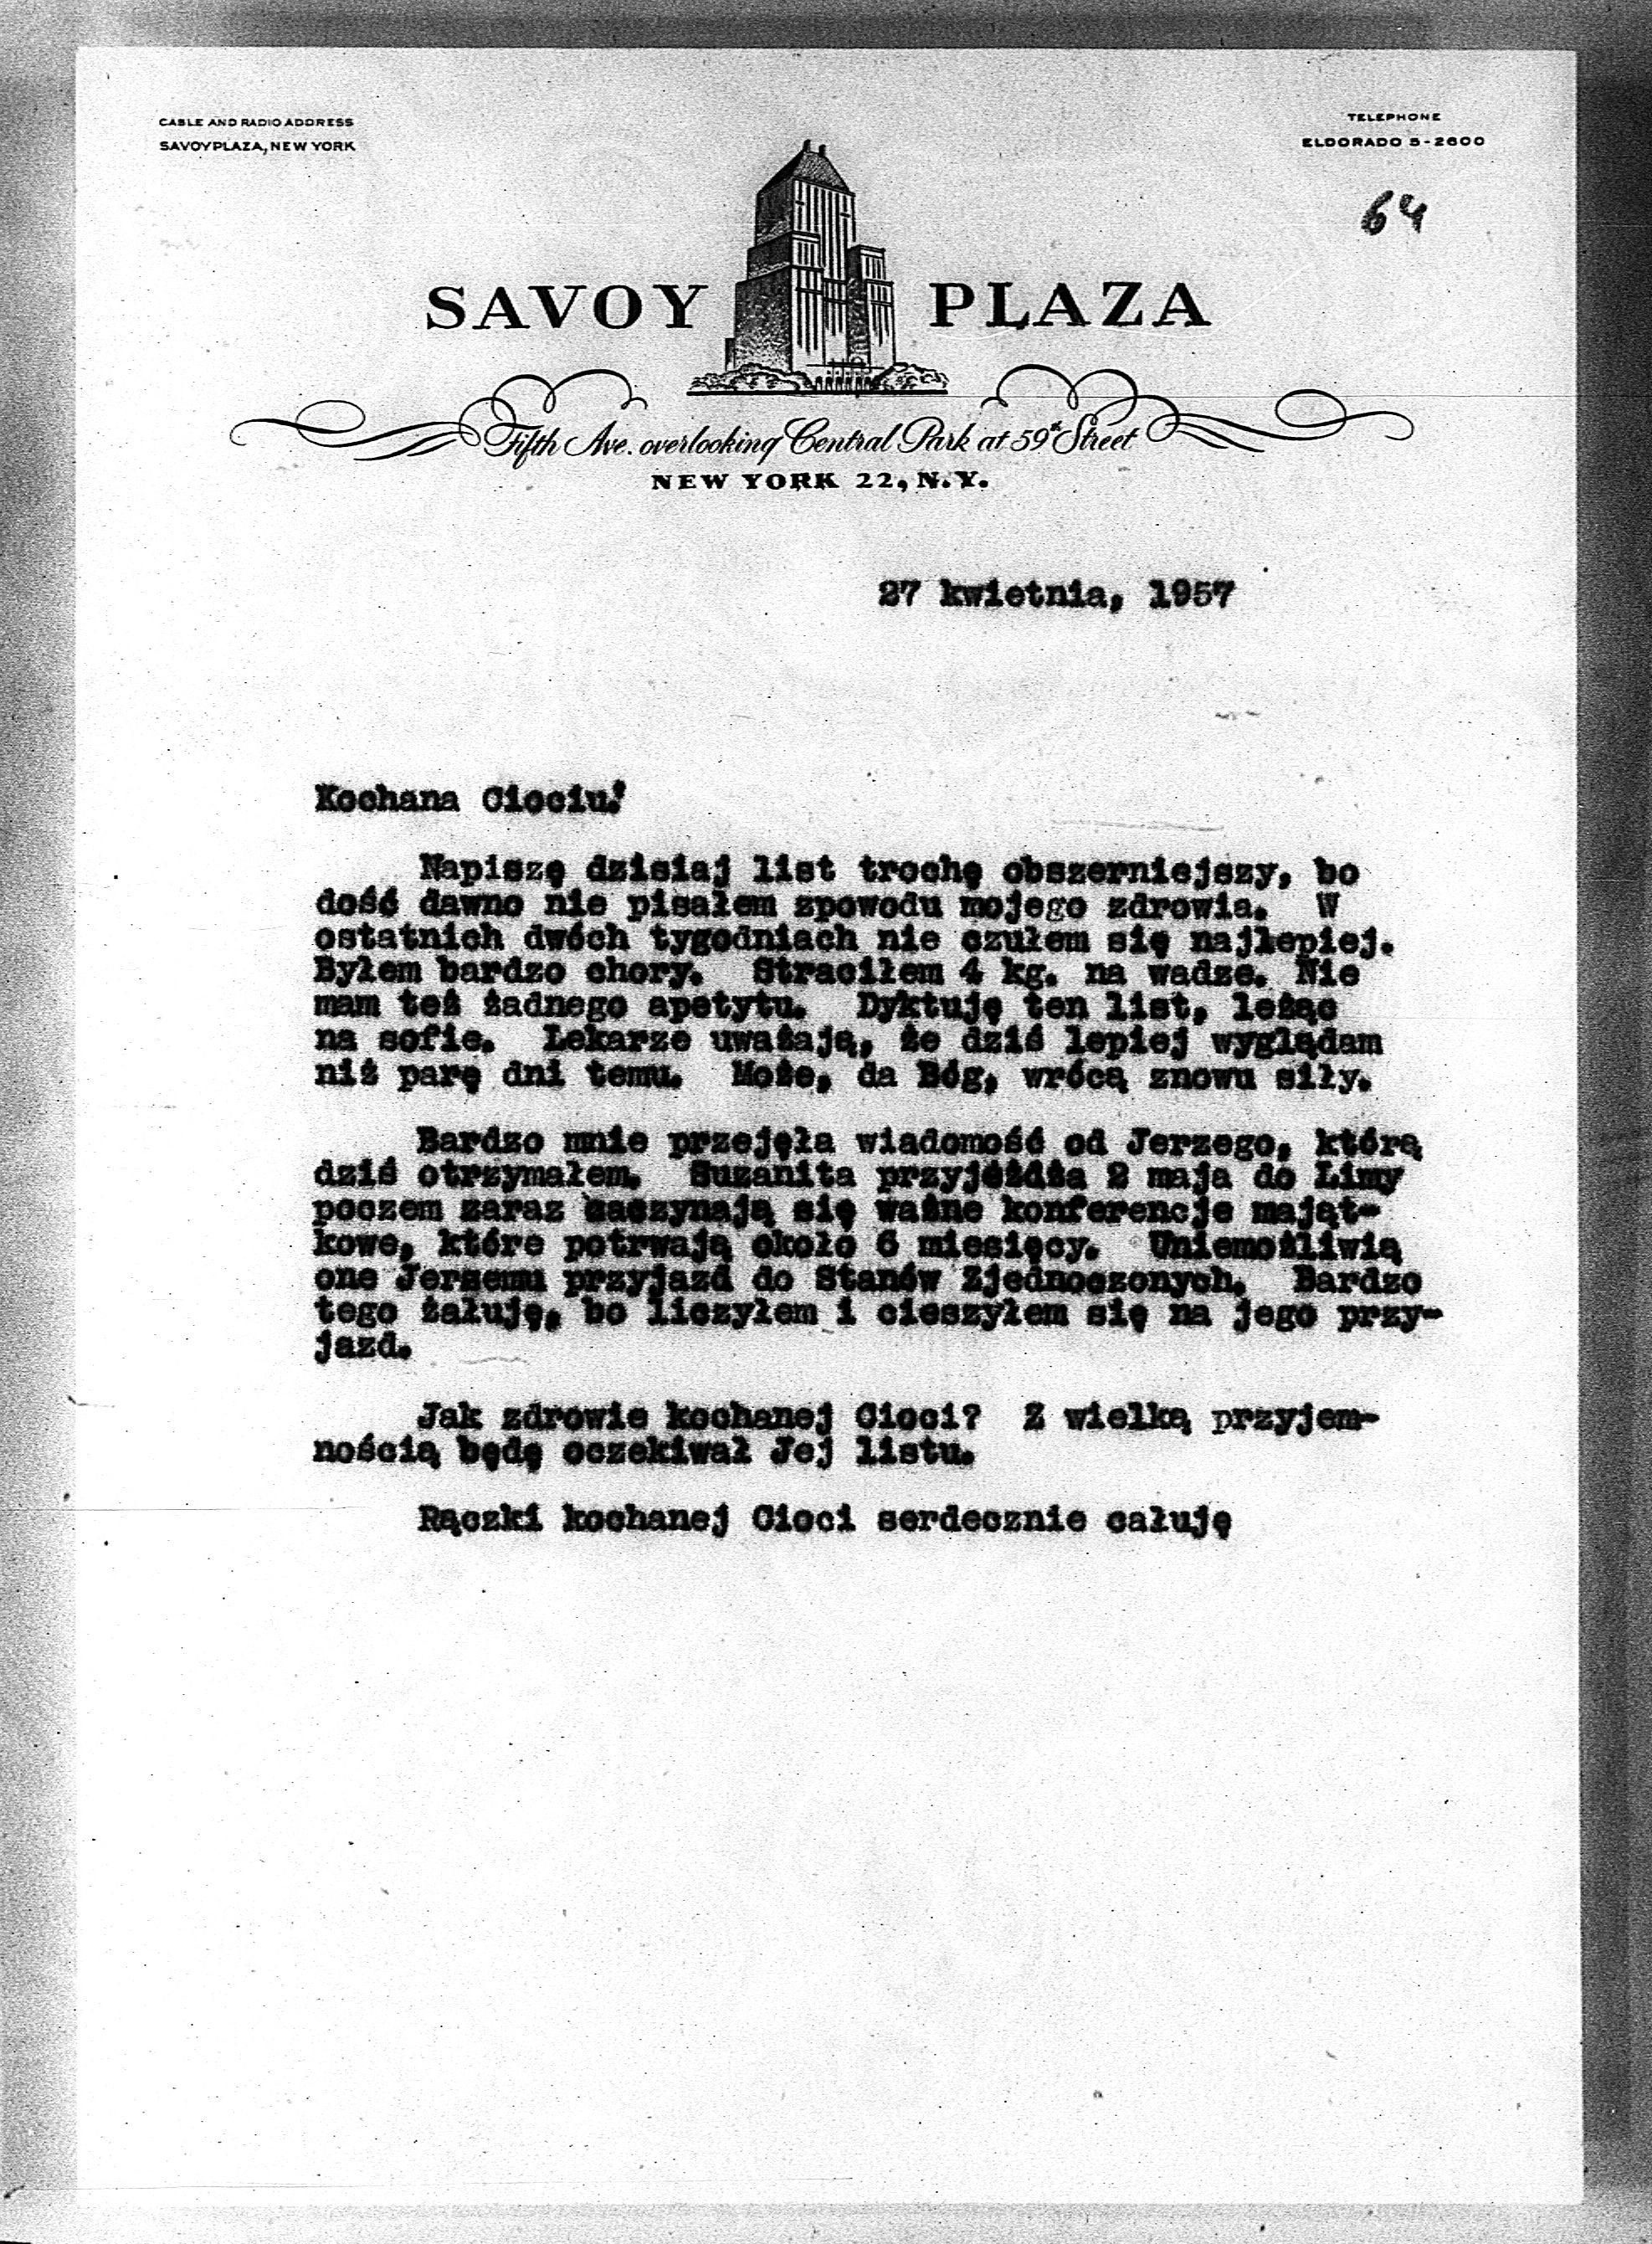 CABLE AND RADIO ADDRESS
SAVOYPLAZA, NEW YORK
TELEPHONE
ELDORADO 5-2600
64
SAVOY PLAZA
Fifth Ave. overlooking Central Park at 59th Street
NEW YORK 22, N.Y.
27 kwietnia, 1957
Kochana Ciociu!
Napiszę dzisiaj list trochę obszerniejszy, bo
dość dawno nie pisałem zpowodu mojego zdrowia. W
ostatnich dwóch tygodniach nie czułem się najlepiej.
Byłem bardzo chory. Straciłem 4 kg. na wadze. Nie
mam też żadnego apetytu. Dyktuję ten list, leżąc
na sofie. Lekarze uważają, że dziś lepiej wyglądam
niż parę dni temu. Może, da Bóg, wrócą znowu siły.
Bardzo mnie przejęła wiadomość od Jerzego, którą
dziś otrzymałem. Suzanita przyjeżdża 2 maja do Limy
poczem zaraz zaczynają się ważne konferencje mająt-
kowe, które potrwają około 6 miesięcy. Uniemożliwią
one Jerzemu przyjazd do Stanów Zjednoczonych. Bardzo
tego żałuję, bo liczyłem i cieszyłem się na jego przy-
jazd.
Jak zdrowie kochanej Cioci? Z wielką przyjem-
nością będę oczekiwał Jej listu.
Rączki kochanej Cioci serdecznie całuję